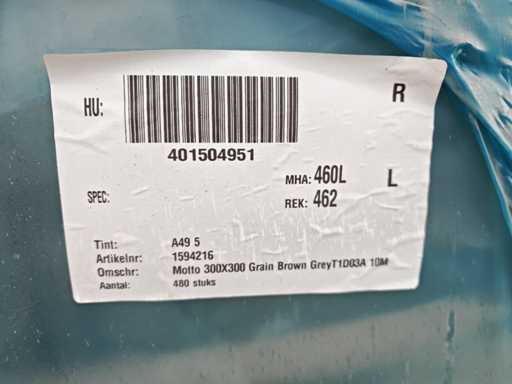 HU:
R
401504951
MHA: 460L
L
SPEC:
REK: 462
Tint: A49 5
Artikelnr: 1594216
Omschr: Motto 300X300 Grain Brown GreyT1D03A 10M
Aantal: 480 stuks